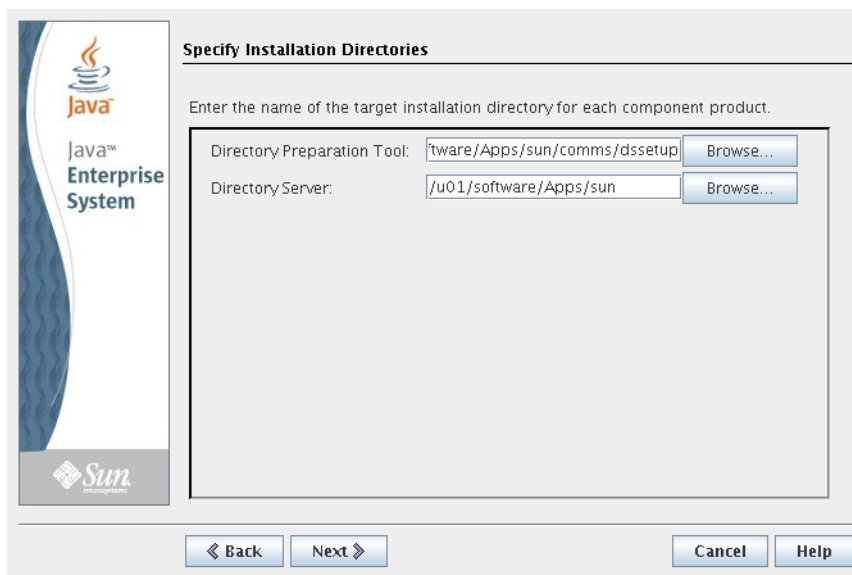 Java™
Java™
Enterprise
System
Sun
microsystems
Specify Installation Directories
Enter the name of the target installation directory for each component product.
Directory Preparation Tool: tware/Apps/sun/comms/dssetup Browse...
Directory Server: /u01/software/Apps/sun Browse...
Back Next Cancel Help